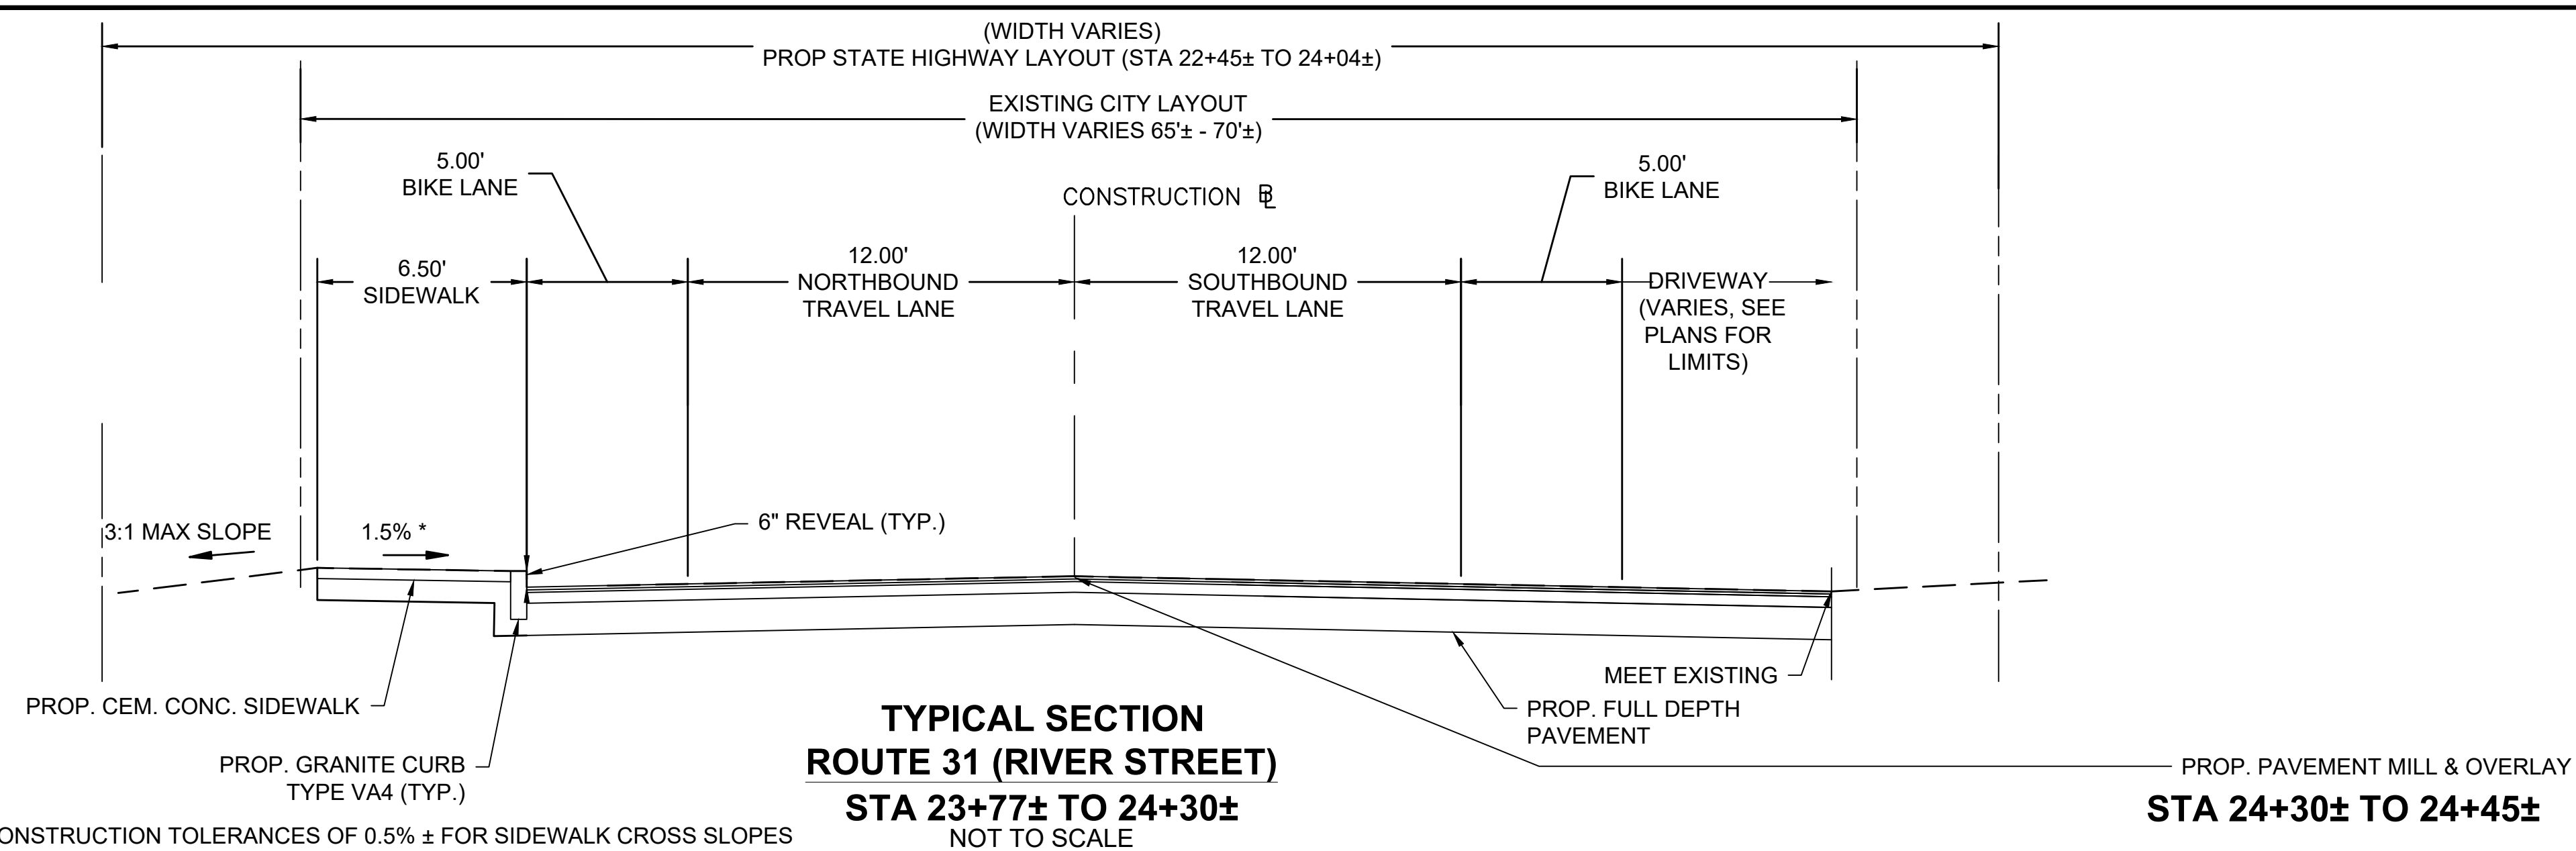 (WIDTH VARIES)
PROP STATE HIGHWAY LAYOUT (STA 22+45± TO 24+04±)
EXISTING CITY LAYOUT
(WIDTH VARIES 65'± - 70'±)
5.00'
BIKE LANE
5.00'
BIKE LANE
CONSTRUCTION
6.50'
SIDEWALK
12.00'
NORTHBOUND
TRAVEL LANE
12.00'
SOUTHBOUND
TRAVEL LANE
DRIVEWAY
(VARIES, SEE
PLANS FOR
LIMITS)
3:1 MAX SLOPE
1.5% *
6" REVEAL (TYP.)
PROP. CEM. CONC. SIDEWALK
PROP. GRANITE CURB
TYPE VA4 (TYP.)
MEET EXISTING
PROP. FULL DEPTH
PAVEMENT
PROP. PAVEMENT MILL & OVERLAY
STA 24+30± TO 24+45±
TYPICAL SECTION
ROUTE 31 (RIVER STREET)
STA 23+77± TO 24+30±
NOT TO SCALE
ONSTRUCTION TOLERANCES OF 0.5% ± FOR SIDEWALK CROSS SLOPES